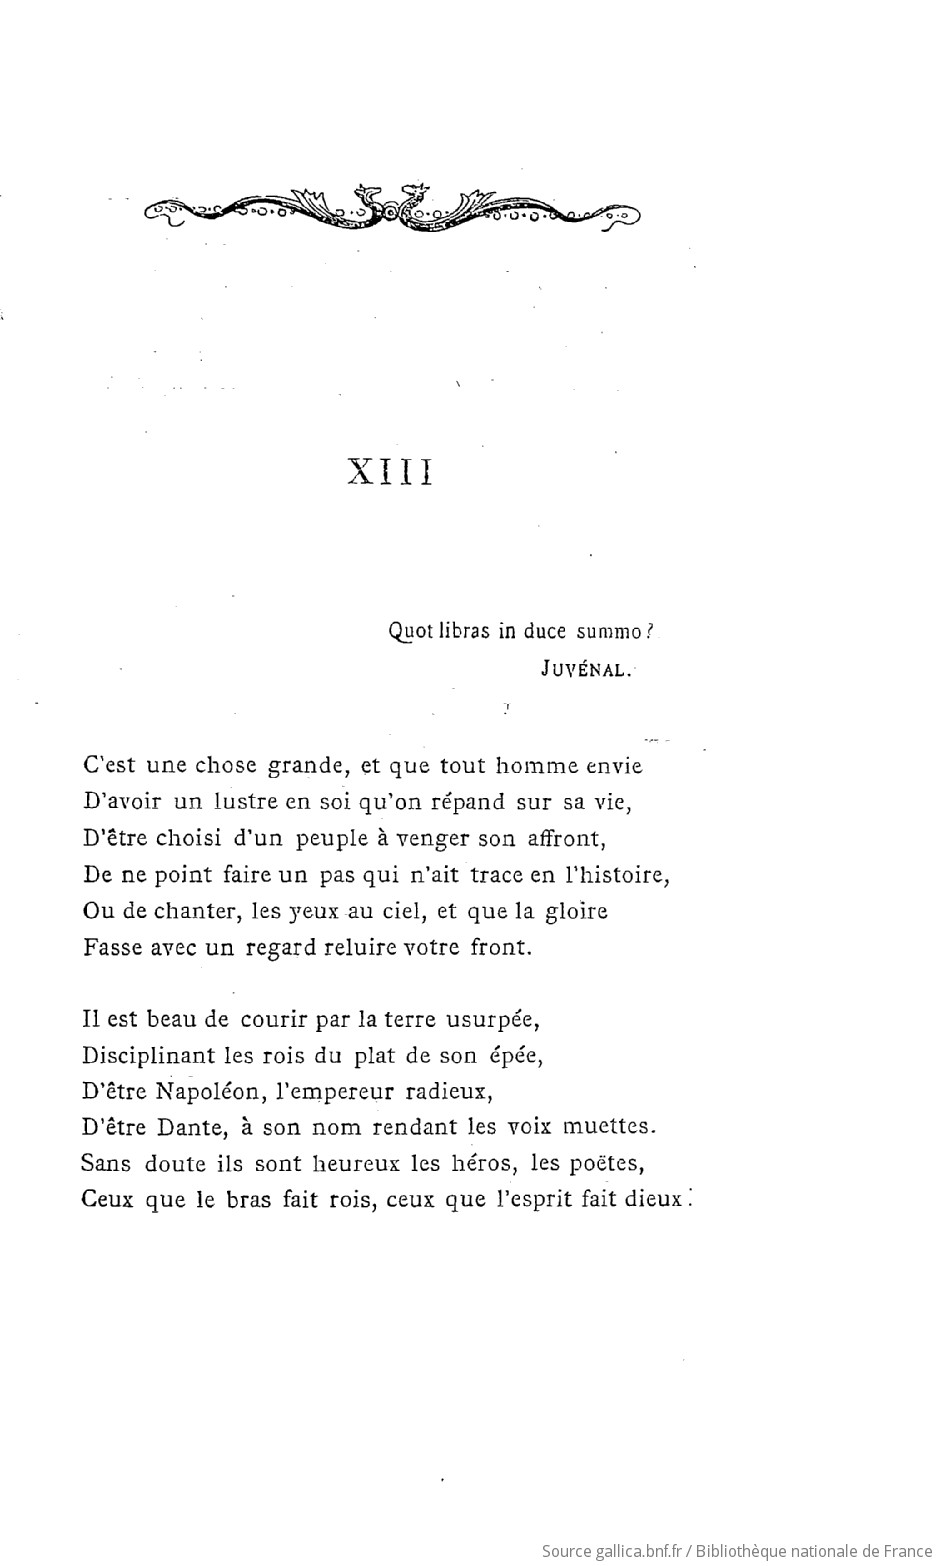 XIII
Quot libras in duce summo?
JUVÉNAL.
C'est une chose grande, et que tout homme envie
D'avoir un lustre en soi qu'on répand sur sa vie,
D'être choisi d'un peuple à venger son affront,
De ne point faire un pas qui n'ait trace en l'histoire,
Ou de chanter, les yeux au ciel, et que la gloire
Fasse avec un regard reluire votre front.
Il est beau de courir par la terre usurpée,
Disciplinant les rois du plat de son épée,
D'être Napoléon, l'empereur radieux,
D'être Dante, à son nom rendant les voix muettes.
Sans doute ils sont heureux les héros, les poëtes,
Ceux que le bras fait rois, ceux que l'esprit fait dieux.
Source gallica.bnf.fr / Bibliothèque nationale de France